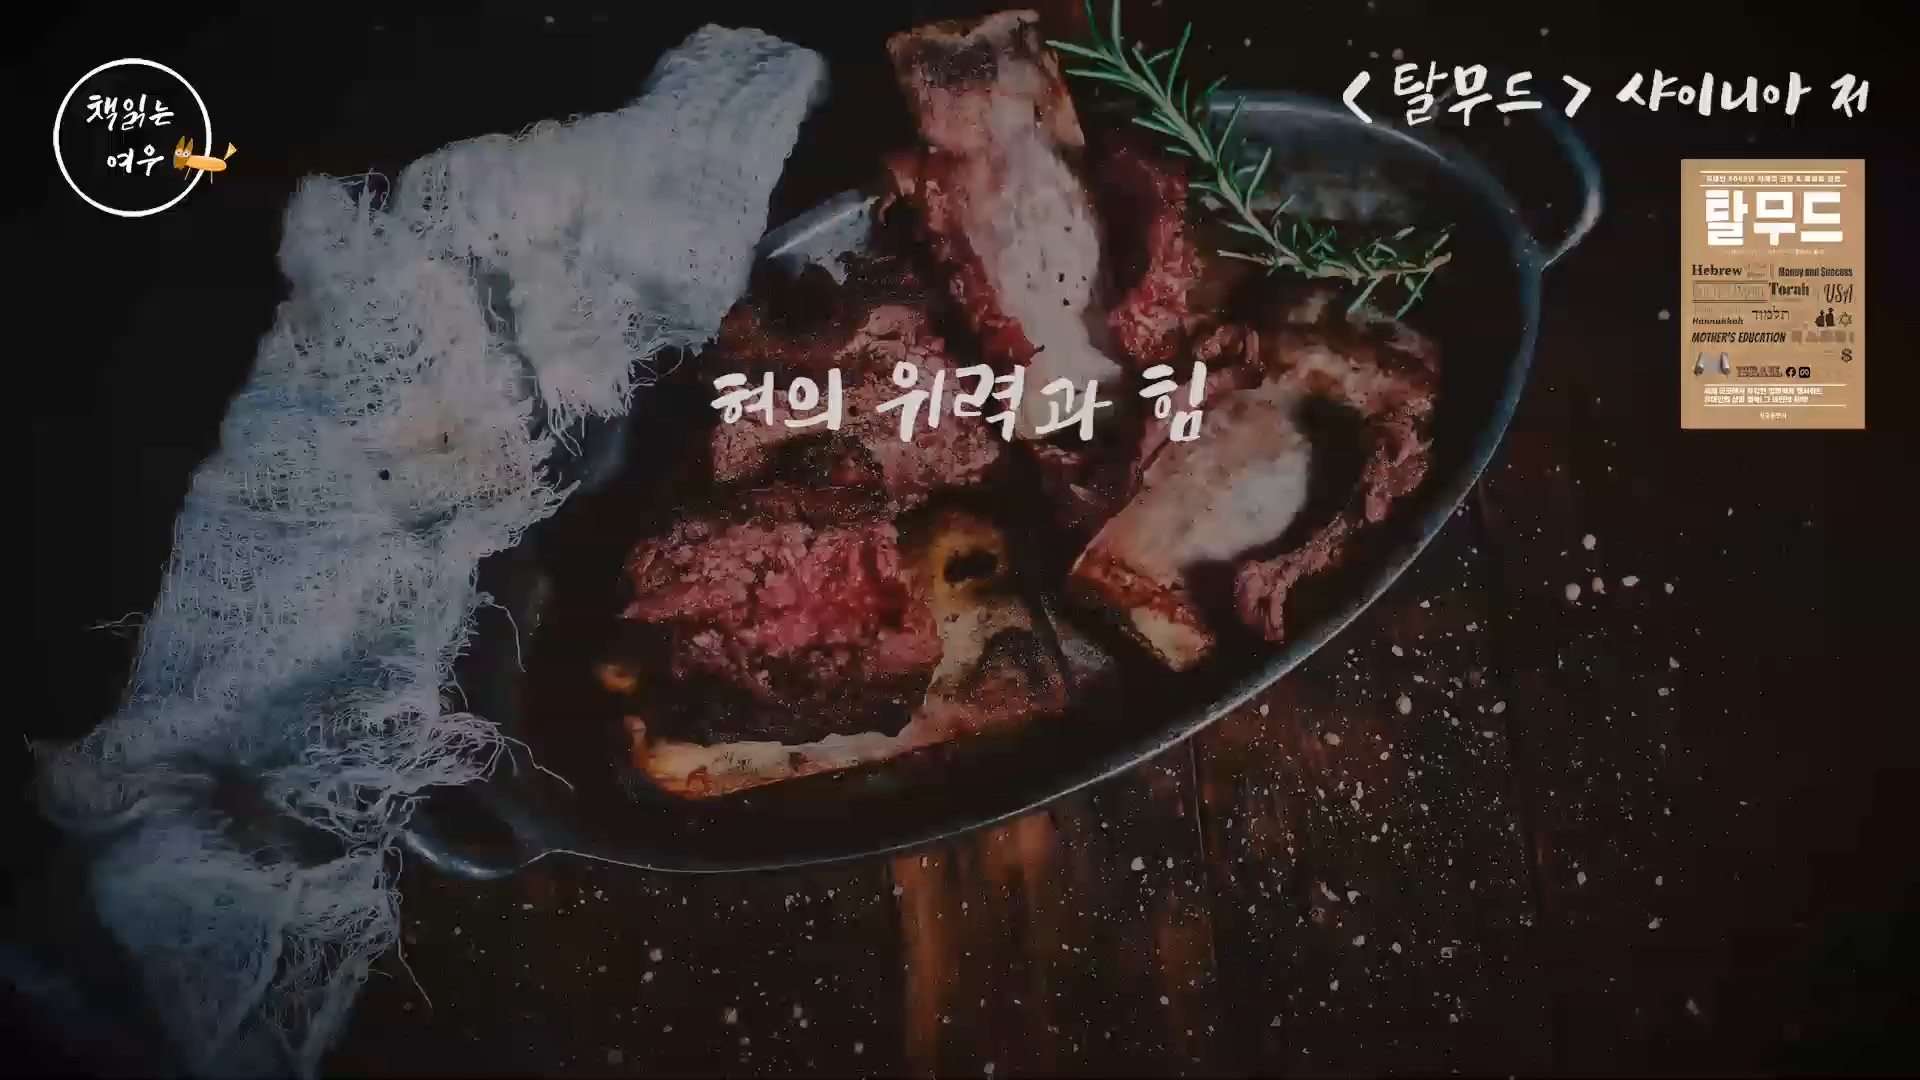 책읽는
여우
< 탈무드 > 샤이니아 저
탈무드
Hebrew
Money and Success
Torah
USA
Hannukkah
תלמוד
MOTHER'S EDUCATION
$
ISRAEL
혀의 위력과 힘